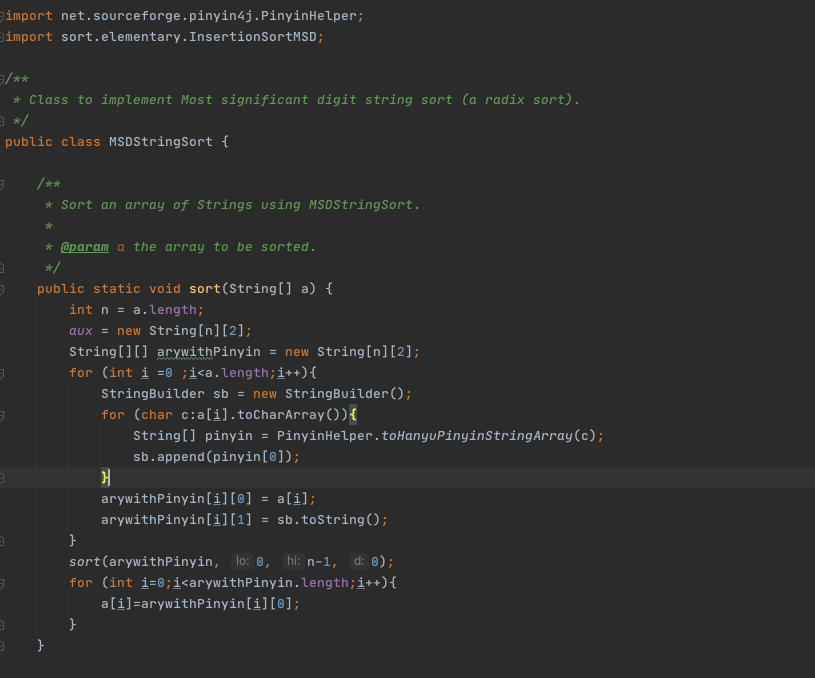 import net.sourceforge.pinyin4j.PinyinHelper;
import sort.elementary.InsertionSortMSD;
/**
 * Class to implement Most significant digit string sort (a radix sort).
 */
public class MSDStringSort {
    /**
     * Sort an array of Strings using MSDStringSort.
     *
     * @param a the array to be sorted.
     */
    public static void sort(String[] a) {
        int n = a.length;
        aux = new String[n][2];
        String[][] arywithPinyin = new String[n][2];
        for (int i =0 ;i<a.length;i++){
            StringBuilder sb = new StringBuilder();
            for (char c:a[i].toCharArray()){
                String[] pinyin = PinyinHelper.toHanyuPinyinStringArray(c);
                sb.append(pinyin[0]);
            }
            arywithPinyin[i][0] = a[i];
            arywithPinyin[i][1] = sb.toString();
        }
        sort(arywithPinyin, lo: 0, hi: n-1, d: 0);
        for (int i=0;i<arywithPinyin.length;i++){
            a[i]=arywithPinyin[i][0];
        }
    }